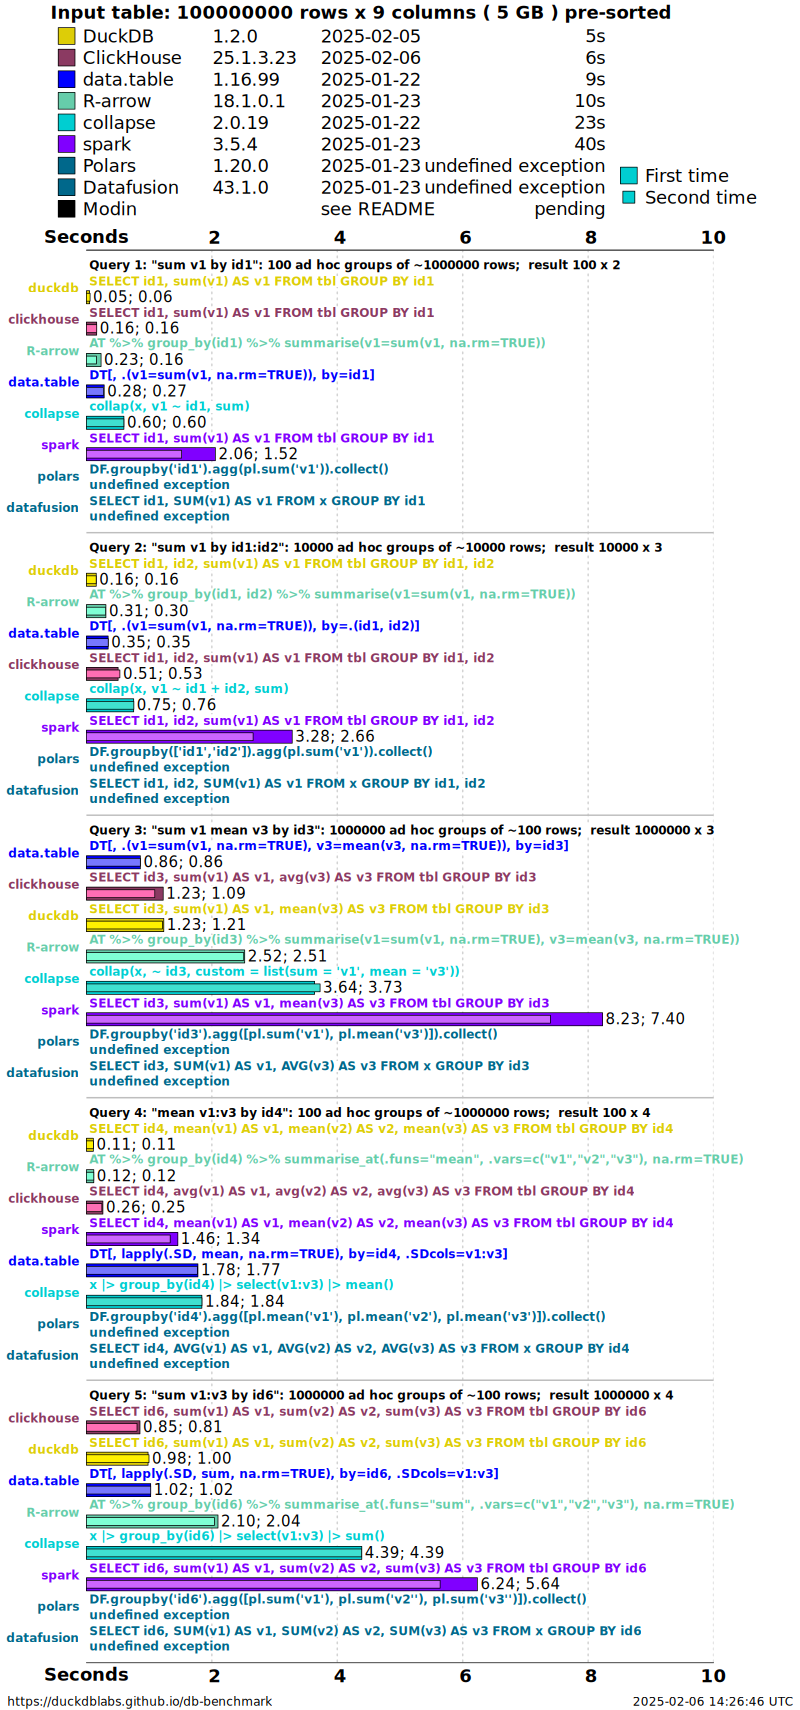 Input table: 100000000 rows x 9 columns ( 5 GB ) pre-sorted
DuckDB 1.2.0 2025-02-05 5s
ClickHouse 25.1.3.23 2025-02-06 6s
data.table 1.16.99 2025-01-22 9s
R-arrow 18.1.0.1 2025-01-23 10s
collapse 2.0.19 2025-01-22 23s
spark 3.5.4 2025-01-23 40s
Polars 1.20.0 2025-01-23 undefined exception
Datafusion 43.1.0 2025-01-23 undefined exception
Modin see README pending
First time
Second time
Seconds 2 4 6 8 10
Query 1: "sum v1 by id1": 100 ad hoc groups of ~1000000 rows; result 100 x 2
duckdb SELECT id1, sum(v1) AS v1 FROM tbl GROUP BY id1
0.05; 0.06
clickhouse SELECT id1, sum(v1) AS v1 FROM tbl GROUP BY id1
0.16; 0.16
R-arrow AT %>% group_by(id1) %>% summarise(v1=sum(v1, na.rm=TRUE))
0.23; 0.16
data.table DT[, .(v1=sum(v1, na.rm=TRUE)), by=id1]
0.28; 0.27
collapse collap(x, v1 ~ id1, sum)
0.60; 0.60
spark SELECT id1, sum(v1) AS v1 FROM tbl GROUP BY id1
2.06; 1.52
polars DF.groupby('id1').agg(pl.sum('v1')).collect()
undefined exception
datafusion SELECT id1, SUM(v1) AS v1 FROM x GROUP BY id1
undefined exception
Query 2: "sum v1 by id1:id2": 10000 ad hoc groups of ~10000 rows; result 10000 x 3
duckdb SELECT id1, id2, sum(v1) AS v1 FROM tbl GROUP BY id1, id2
0.16; 0.16
R-arrow AT %>% group_by(id1, id2) %>% summarise(v1=sum(v1, na.rm=TRUE))
0.31; 0.30
data.table DT[, .(v1=sum(v1, na.rm=TRUE)), by=.(id1, id2)]
0.35; 0.35
clickhouse SELECT id1, id2, sum(v1) AS v1 FROM tbl GROUP BY id1, id2
0.51; 0.53
collapse collap(x, v1 ~ id1 + id2, sum)
0.75; 0.76
spark SELECT id1, id2, sum(v1) AS v1 FROM tbl GROUP BY id1, id2
3.28; 2.66
polars DF.groupby(['id1','id2']).agg(pl.sum('v1')).collect()
undefined exception
datafusion SELECT id1, id2, SUM(v1) AS v1 FROM x GROUP BY id1, id2
undefined exception
Query 3: "sum v1 mean v3 by id3": 1000000 ad hoc groups of ~100 rows; result 1000000 x 3
data.table DT[, .(v1=sum(v1, na.rm=TRUE), v3=mean(v3, na.rm=TRUE)), by=id3]
0.86; 0.86
clickhouse SELECT id3, sum(v1) AS v1, avg(v3) AS v3 FROM tbl GROUP BY id3
1.23; 1.09
duckdb SELECT id3, sum(v1) AS v1, mean(v3) AS v3 FROM tbl GROUP BY id3
1.23; 1.21
R-arrow AT %>% group_by(id3) %>% summarise(v1=sum(v1, na.rm=TRUE), v3=mean(v3, na.rm=TRUE))
2.52; 2.51
collapse collap(x, ~ id3, custom = list(sum = 'v1', mean = 'v3'))
3.64; 3.73
spark SELECT id3, sum(v1) AS v1, mean(v3) AS v3 FROM tbl GROUP BY id3
8.23; 7.40
polars DF.groupby('id3').agg([pl.sum('v1'), pl.mean('v3')]).collect()
undefined exception
datafusion SELECT id3, SUM(v1) AS v1, AVG(v3) AS v3 FROM x GROUP BY id3
undefined exception
Query 4: "mean v1:v3 by id4": 100 ad hoc groups of ~1000000 rows; result 100 x 4
duckdb SELECT id4, mean(v1) AS v1, mean(v2) AS v2, mean(v3) AS v3 FROM tbl GROUP BY id4
0.11; 0.11
R-arrow AT %>% group_by(id4) %>% summarise_at(.funs="mean", .vars=c("v1","v2","v3"), na.rm=TRUE)
0.12; 0.12
clickhouse SELECT id4, avg(v1) AS v1, avg(v2) AS v2, avg(v3) AS v3 FROM tbl GROUP BY id4
0.26; 0.25
spark SELECT id4, mean(v1) AS v1, mean(v2) AS v2, mean(v3) AS v3 FROM tbl GROUP BY id4
1.46; 1.34
data.table DT[, lapply(.SD, mean, na.rm=TRUE), by=id4, .SDcols=v1:v3]
1.78; 1.77
collapse x |> group_by(id4) |> select(v1:v3) |> mean()
1.84; 1.84
polars DF.groupby('id4').agg([pl.mean('v1'), pl.mean('v2'), pl.mean('v3')]).collect()
undefined exception
datafusion SELECT id4, AVG(v1) AS v1, AVG(v2) AS v2, AVG(v3) AS v3 FROM x GROUP BY id4
undefined exception
Query 5: "sum v1:v3 by id6": 1000000 ad hoc groups of ~100 rows; result 1000000 x 4
clickhouse SELECT id6, sum(v1) AS v1, sum(v2) AS v2, sum(v3) AS v3 FROM tbl GROUP BY id6
0.85; 0.81
duckdb SELECT id6, sum(v1) AS v1, sum(v2) AS v2, sum(v3) AS v3 FROM tbl GROUP BY id6
0.98; 1.00
data.table DT[, lapply(.SD, sum, na.rm=TRUE), by=id6, .SDcols=v1:v3]
1.02; 1.02
R-arrow AT %>% group_by(id6) %>% summarise_at(.funs="sum", .vars=c("v1","v2","v3"), na.rm=TRUE)
2.10; 2.04
collapse x |> group_by(id6) |> select(v1:v3) |> sum()
4.39; 4.39
spark SELECT id6, sum(v1) AS v1, sum(v2) AS v2, sum(v3) AS v3 FROM tbl GROUP BY id6
6.24; 5.64
polars DF.groupby('id6').agg([pl.sum('v1'), pl.sum('v2''), pl.sum('v3'')]).collect()
undefined exception
datafusion SELECT id6, SUM(v1) AS v1, SUM(v2) AS v2, SUM(v3) AS v3 FROM x GROUP BY id6
undefined exception
Seconds 2 4 6 8 10
https://duckdblabs.github.io/db-benchmark 2025-02-06 14:26:46 UTC